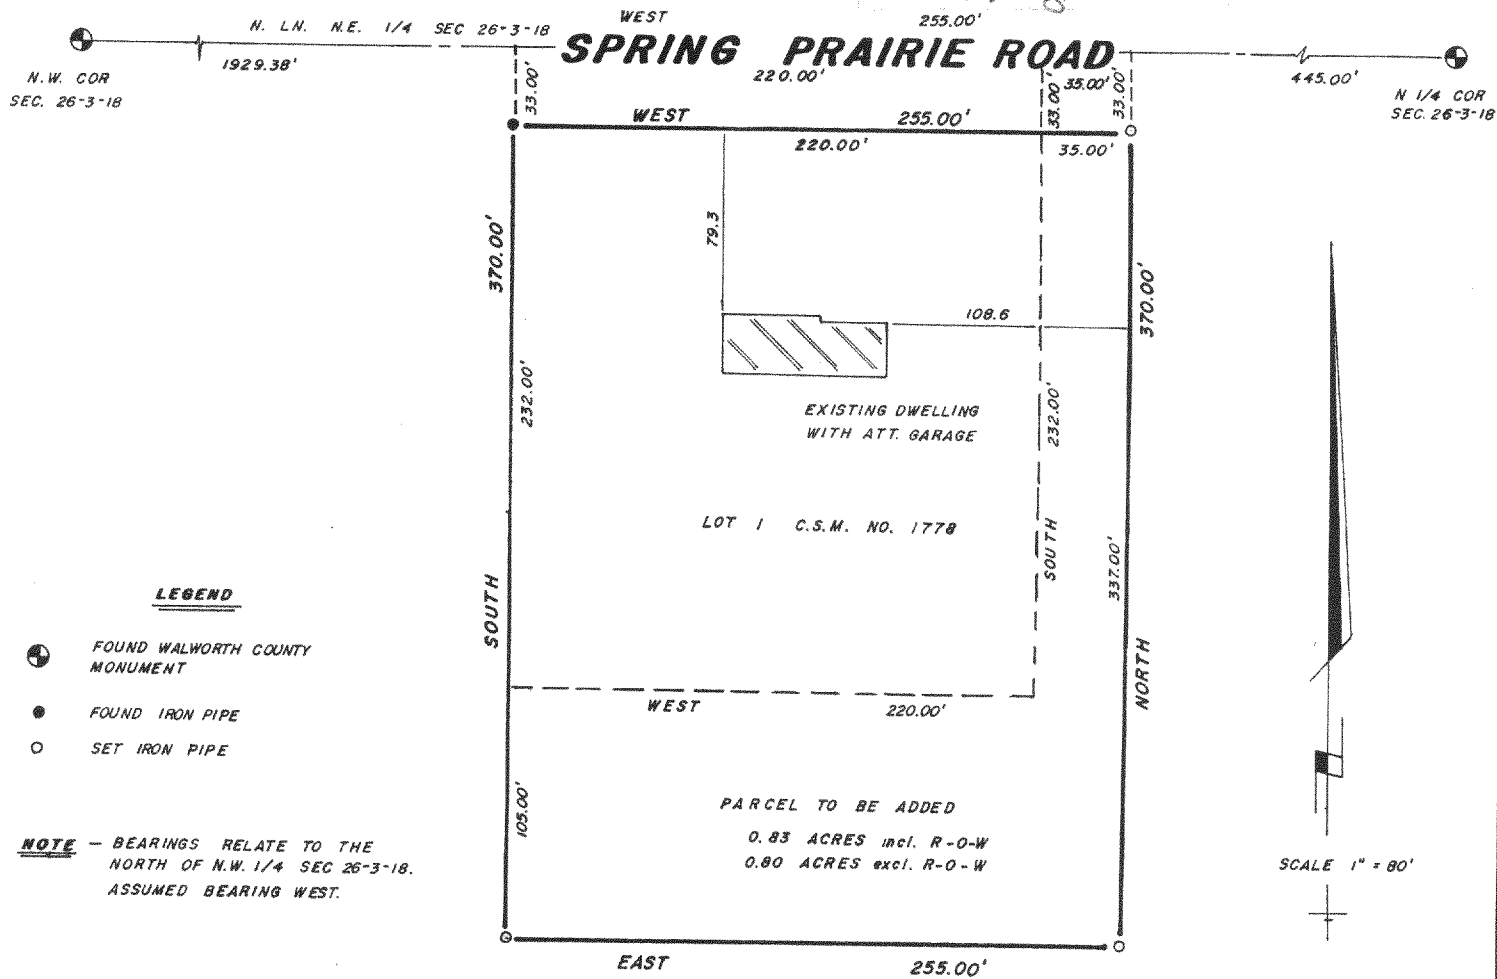 WEST
255.00'
N. LN. N.E. 1/4 SEC 26-3-18
SPRING PRAIRIE ROAD
1929.38'
220.00'
35.00'
445.00'
N.W. COR
SEC. 26-3-18
N 1/4 COR
SEC. 26-3-18
33.00'
33.00'
33.00'
WEST
255.00'
220.00'
35.00'
79.3
370.00'
370.00'
108.6
232.00'
232.00'
EXISTING DWELLING
WITH ATT. GARAGE
LOT 1 C.S.M. NO. 1778
SOUTH
SOUTH
337.00'
NORTH
LEGEND
FOUND WALWORTH COUNTY
MONUMENT
FOUND IRON PIPE
SET IRON PIPE
WEST
220.00'
105.00'
PARCEL TO BE ADDED
0.83 ACRES incl. R-O-W
0.80 ACRES excl. R-O-W
NOTE - BEARINGS RELATE TO THE
NORTH OF N.W. 1/4 SEC 26-3-18.
ASSUMED BEARING WEST.
SCALE 1" = 80'
EAST
255.00'